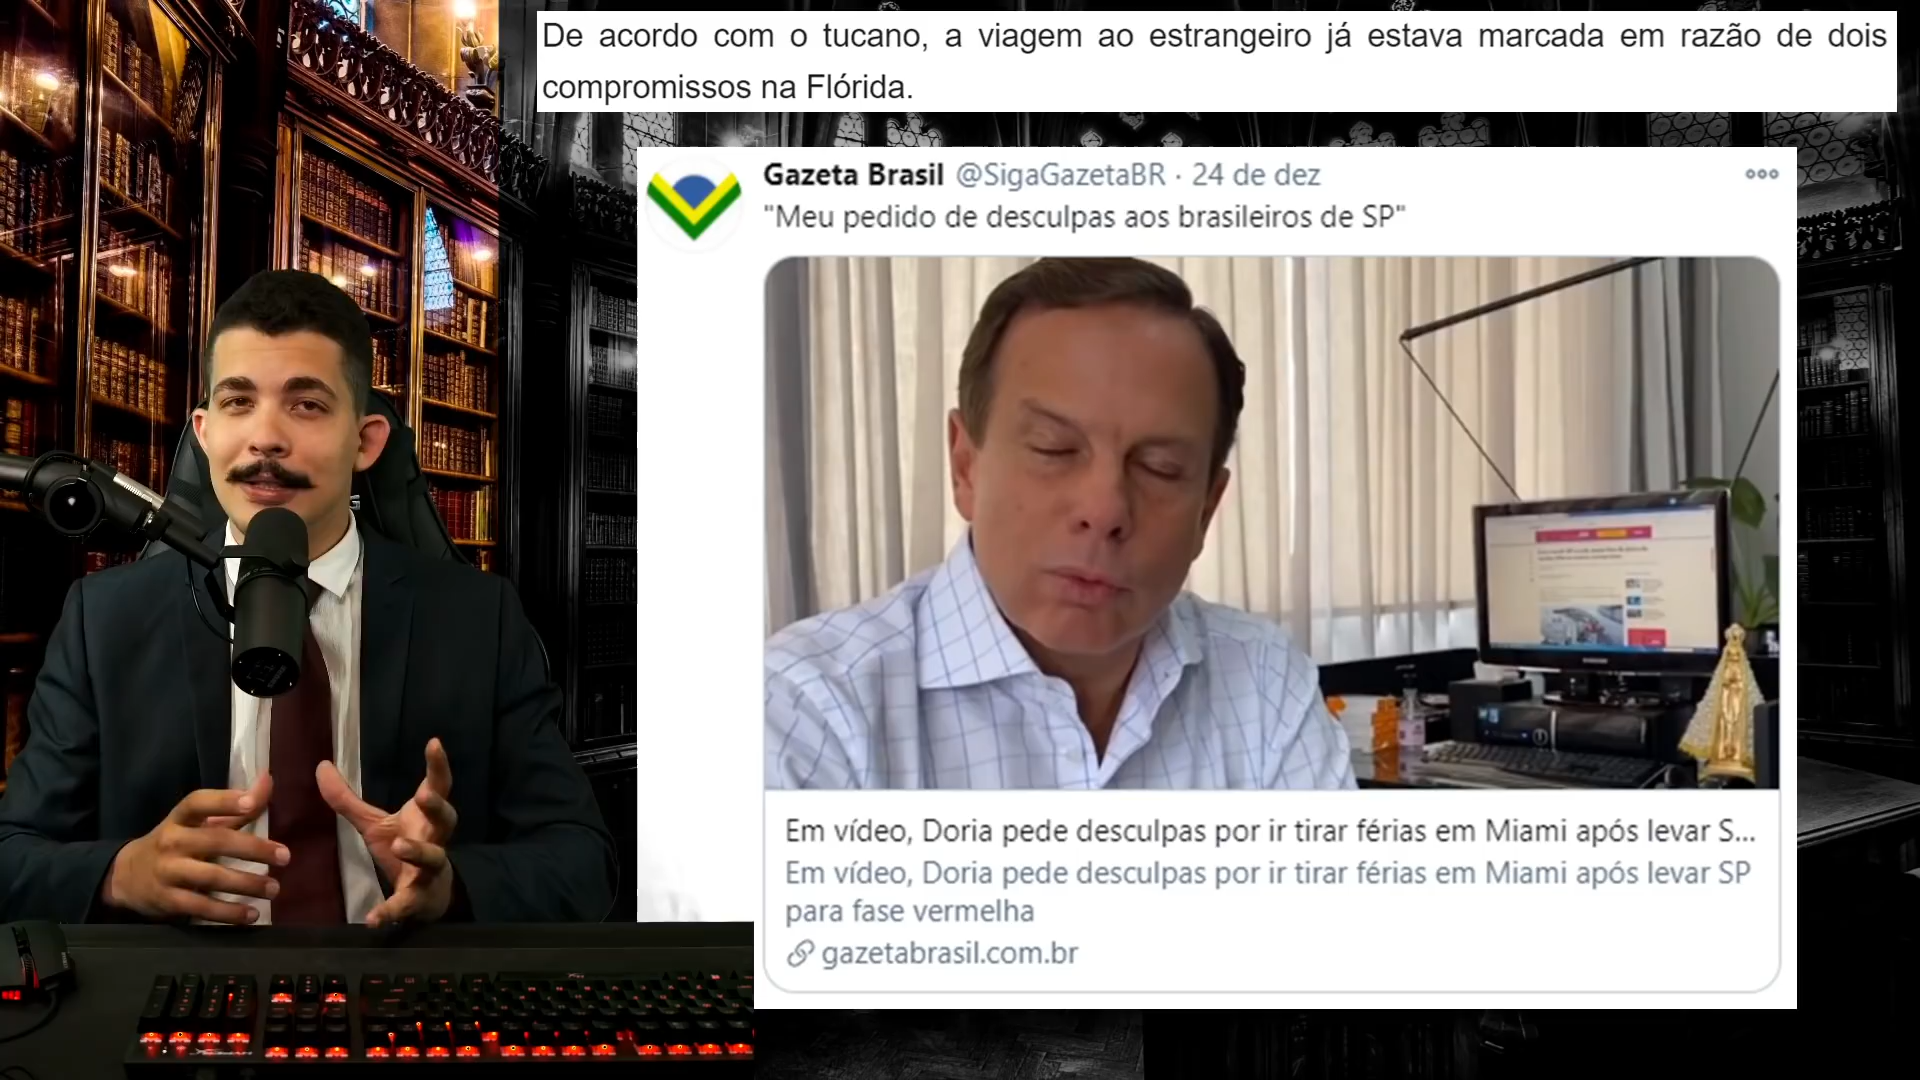 De acordo com o tucano, a viagem ao estrangeiro já estava marcada em razão de dois
compromissos na Flórida.
Gazeta Brasil @SigaGazetaBR · 24 de dez
"Meu pedido de desculpas aos brasileiros de SP"
Em vídeo, Doria pede desculpas por ir tirar férias em Miami após levar S...
Em vídeo, Doria pede desculpas por ir tirar férias em Miami após levar SP
para fase vermelha
gazetabrasil.com.br